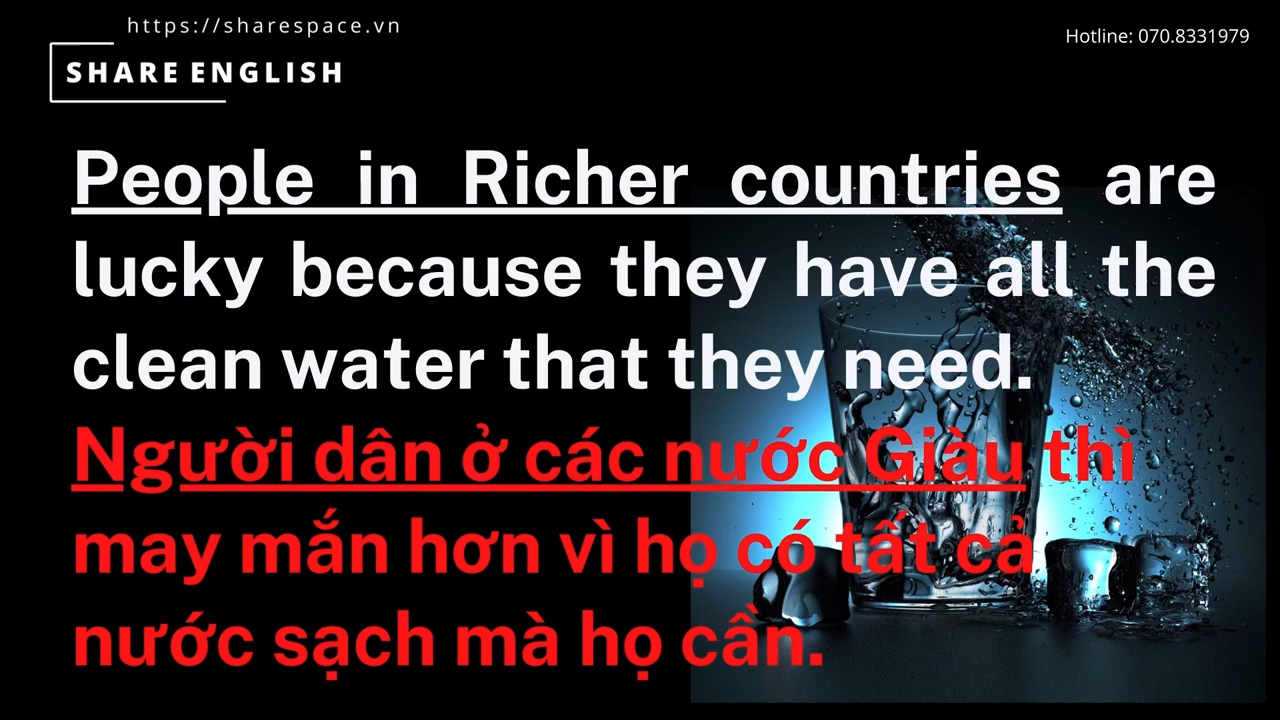 https://sharespace.vn
Hotline: 070.8331979
SHARE ENGLISH
People in Richer countries are
lucky because they have all the
clean water that they need.
Người dân ở các nước Giàu thì
may mắn hơn vì họ có tất cả
nước sạch mà họ cần.